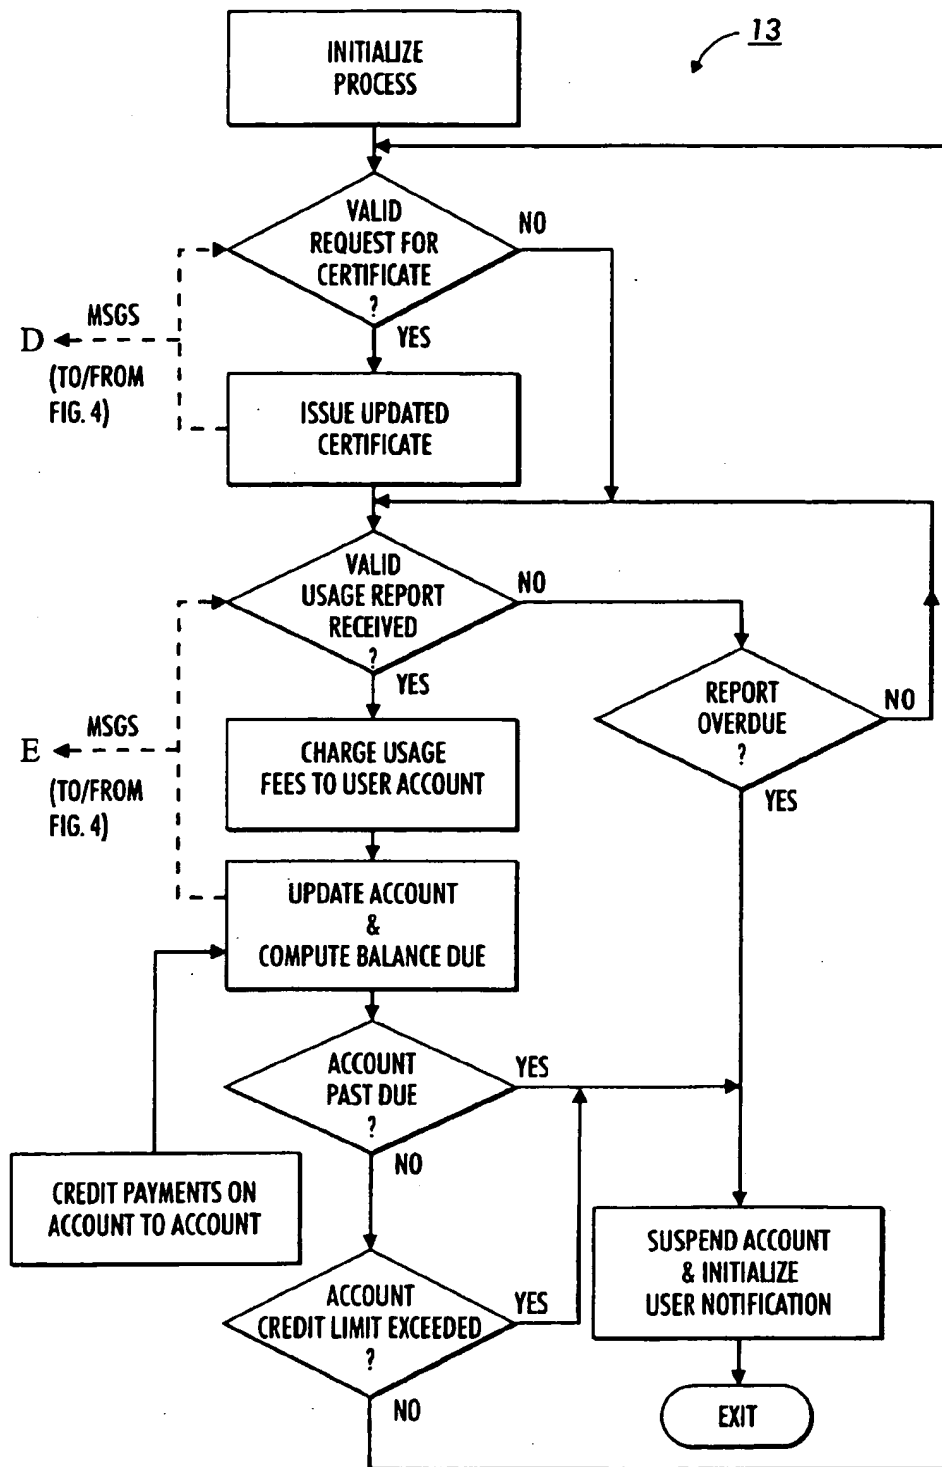 13
INITIALIZE
PROCESS
VALID
REQUEST FOR
CERTIFICATE
?
NO
YES
MSGS
D
(TO/FROM
FIG. 4)
ISSUE UPDATED
CERTIFICATE
VALID
USAGE REPORT
RECEIVED
?
NO
YES
REPORT
OVERDUE
?
NO
YES
MSGS
E
(TO/FROM
FIG. 4)
CHARGE USAGE
FEES TO USER ACCOUNT
UPDATE ACCOUNT
&
COMPUTE BALANCE DUE
ACCOUNT
PAST DUE
?
YES
NO
CREDIT PAYMENTS ON
ACCOUNT TO ACCOUNT
ACCOUNT
CREDIT LIMIT EXCEEDED
?
YES
NO
SUSPEND ACCOUNT
& INITIALIZE
USER NOTIFICATION
EXIT